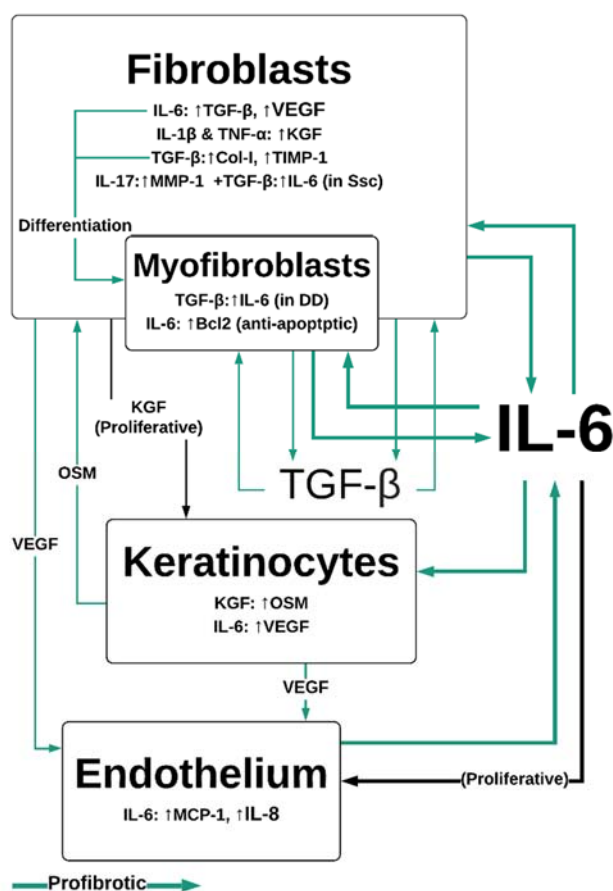 Fibroblasts
IL-6: ↑TGF-β, ↑VEGF
IL-1β & TNF-α: ↑KGF
TGF-β:↑Col-I, ↑TIMP-1
IL-17:↑MMP-1 +TGF-β:↑IL-6 (in Ssc)
Differentiation
Myofibroblasts
TGF-β:↑IL-6 (in DD)
IL-6: ↑Bcl2 (anti-apoptptic)
KGF
(Proliferative)
IL-6
OSM
TGF-β
VEGF
Keratinocytes
KGF: ↑OSM
IL-6: ↑VEGF
VEGF
Endothelium
IL-6: ↑MCP-1, ↑IL-8
(Proliferative)
Profibrotic